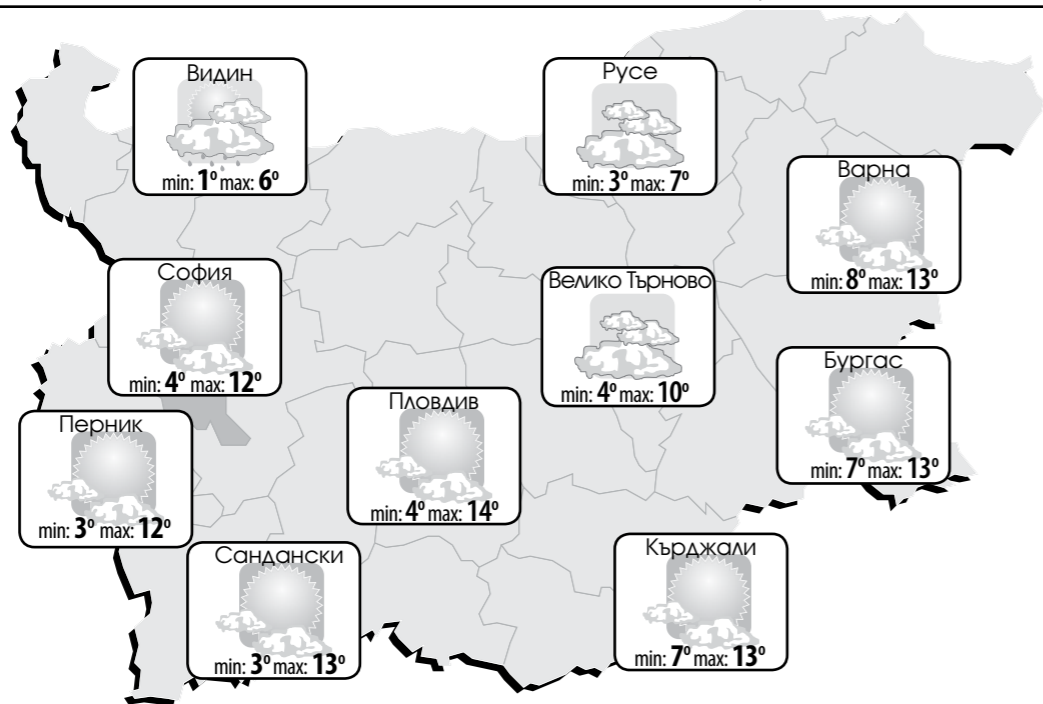 Видин
min: 1° max: 6°
Русе
min: 3° max: 7°
Варна
min: 8° max: 13°
София
min: 4° max: 12°
Велико Търново
min: 4° max: 10°
Бургас
min: 7° max: 13°
Пловдив
min: 4° max: 14°
Перник
min: 3° max: 12°
Сандански
min: 3° max: 13°
Кърджали
min: 7° max: 13°